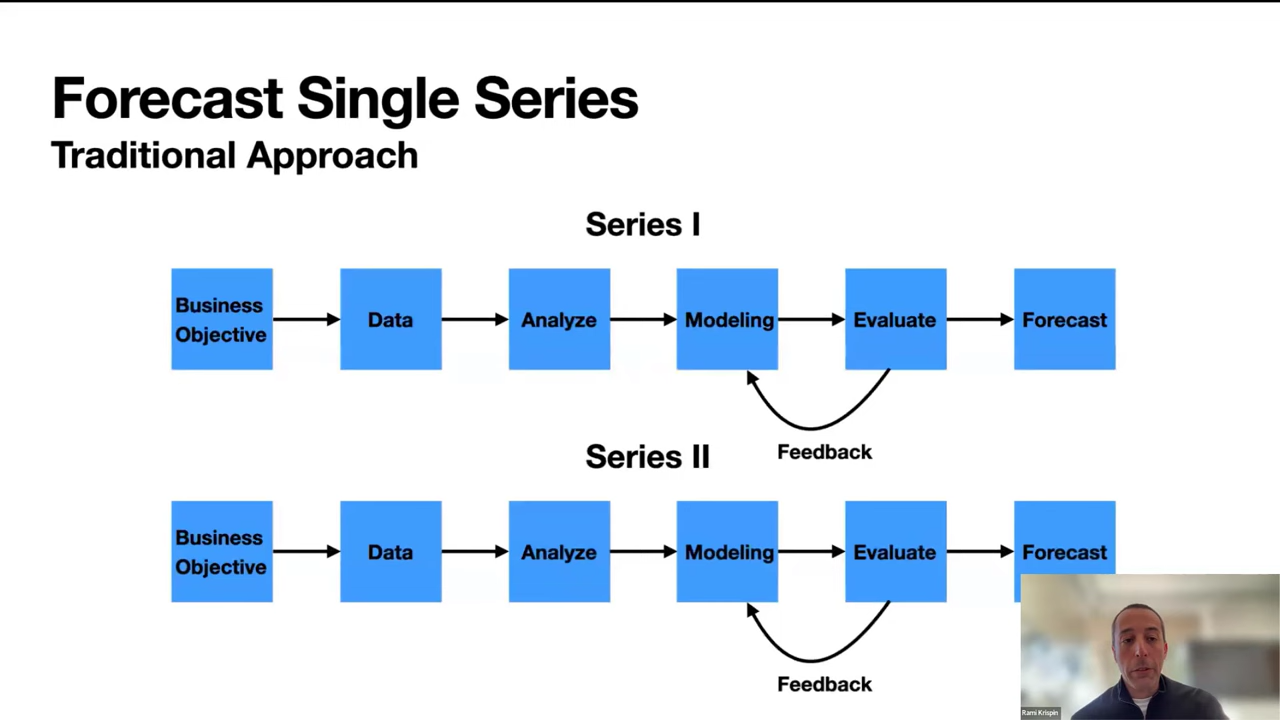 Forecast Single Series
Traditional Approach
Series I
Business
Objective
Data
Analyze
Modeling
Evaluate
Forecast
Feedback
Series II
Business
Objective
Data
Analyze
Modeling
Evaluate
Forecast
Feedback
Rami Krispin